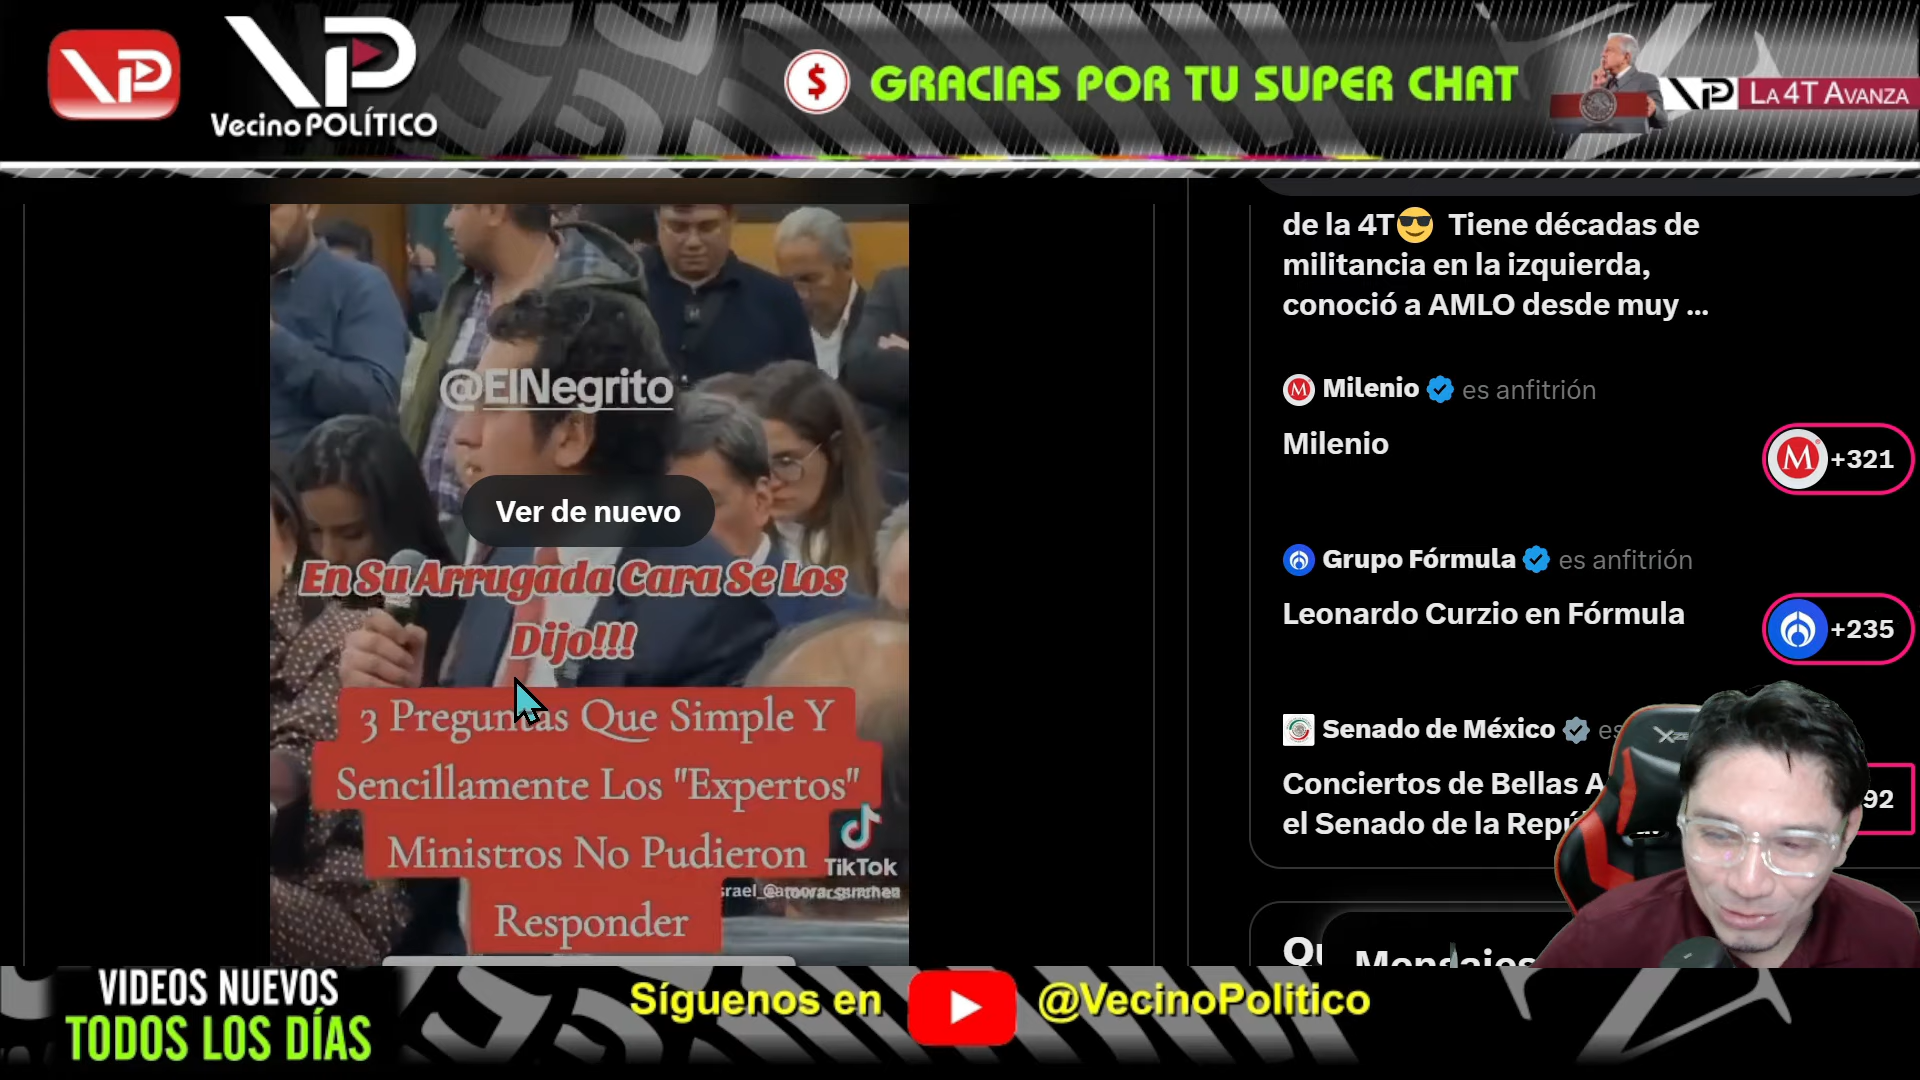 VP
VP
Vecino POLÍTICO
$ GRACIAS POR TU SUPER CHAT
VP LA 4T AVANZA
de la 4T😎 Tiene décadas de
militancia en la izquierda,
conoció a AMLO desde muy ...
@ElNegrito
Milenio es anfitrión
Milenio
M +321
Ver de nuevo
Grupo Fórmula es anfitrión
Leonardo Curzio en Fórmula
+235
En Su Arrugada Cara Se Los
Dijo!!!
3 Preguntas Que Simple Y
Sencillamente Los "Expertos"
Ministros No Pudieron
Responder
TikTok
Senado de México es
Conciertos de Bellas A
el Senado de la Repú
92
Mensajes
VIDEOS NUEVOS
TODOS LOS DÍAS
Síguenos en @VecinoPolitico